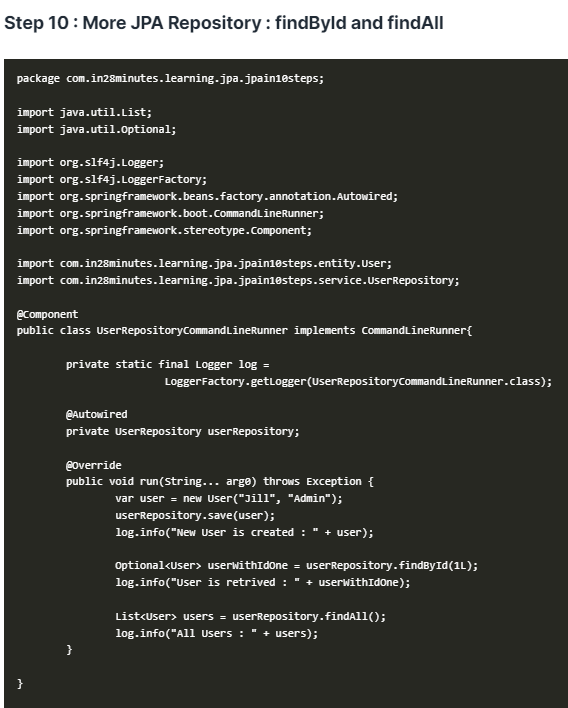 Step 10 : More JPA Repository : findById and findAll
package com.in28minutes.learning.jpa.jpain10steps;
import java.util.List;
import java.util.Optional;
import org.slf4j.Logger;
import org.slf4j.LoggerFactory;
import org.springframework.beans.factory.annotation.Autowired;
import org.springframework.boot.CommandLineRunner;
import org.springframework.stereotype.Component;
import com.in28minutes.learning.jpa.jpain10steps.entity.User;
import com.in28minutes.learning.jpa.jpain10steps.service.UserRepository;
@Component
public class UserRepositoryCommandLineRunner implements CommandLineRunner{
private static final Logger log =
LoggerFactory.getLogger(UserRepositoryCommandLineRunner.class);
@Autowired
private UserRepository userRepository;
@Override
public void run(String... arg0) throws Exception {
var user = new User("Jill", "Admin");
userRepository.save(user);
log.info("New User is created : " + user);
Optional<User> userWithIdOne = userRepository.findById(1L);
log.info("User is retrived : " + userWithIdOne);
List<User> users = userRepository.findAll();
log.info("All Users : " + users);
}
}